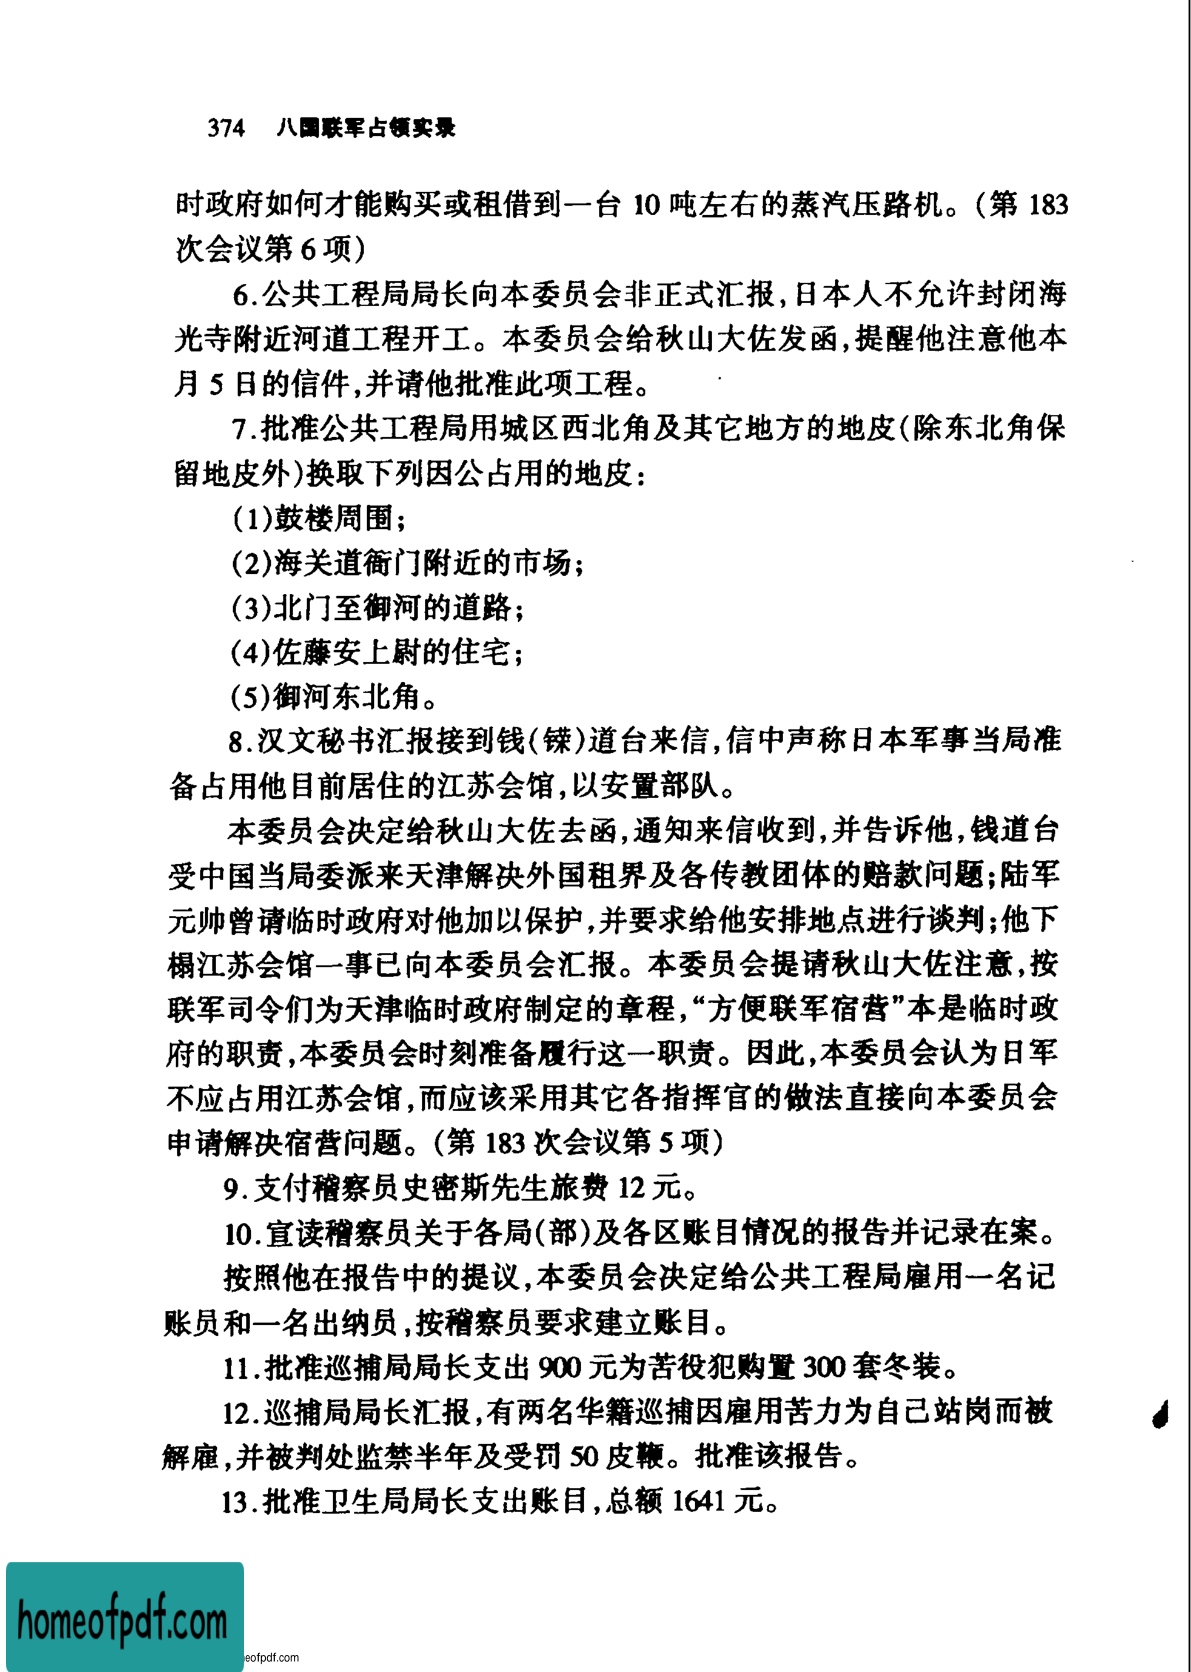 374 八国联军占领实录
时政府如何才能购买或租借到一台 10 吨左右的蒸汽压路机。(第 183
次会议第 6 项)
6.公共工程局局长向本委员会非正式汇报,日本人不允许封闭海
光寺附近河道工程开工。本委员会给秋山大佐发函,提醒他注意他本
月 5 日的信件,并请他批准此项工程。
7.批准公共工程局用城区西北角及其它地方的地皮(除东北角保
留地皮外)换取下列因公占用的地皮:
(1)鼓楼周围;
(2)海关道衙门附近的市场;
(3)北门至御河的道路;
(4)佐藤安上尉的住宅;
(5)御河东北角。
8.汉文秘书汇报接到钱(镕)道台来信,信中声称日本军事当局准
备占用他目前居住的江苏会馆,以安置部队。
本委员会决定给秋山大佐去函,通知来信收到,并告诉他,钱道台
受中国当局委派来天津解决外国租界及各传教团体的赔款问题;陆军
元帅曾请临时政府对他加以保护,并要求给他安排地点进行谈判;他下
榻江苏会馆一事已向本委员会汇报。本委员会提请秋山大佐注意,按
联军司令们为天津临时政府制定的章程,“方便联军宿营”本是临时政
府的职责,本委员会时刻准备履行这一职责。因此,本委员会认为日军
不应占用江苏会馆,而应该采用其它各指挥官的做法直接向本委员会
申请解决宿营问题。(第 183 次会议第 5 项)
9.支付稽察员史密斯先生旅费 12 元。
10.宣读稽察员关于各局(部)及各区账目情况的报告并记录在案。
按照他在报告中的提议,本委员会决定给公共工程局雇用一名记
账员和一名出纳员,按稽察员要求建立账目。
11.批准巡捕局局长支出 900 元为苦役犯购置 300 套冬装。
12.巡捕局局长汇报,有两名华籍巡捕因雇用苦力为自己站岗而被
解雇,并被判处监禁半年及受罚 50 皮鞭。批准该报告。
13.批准卫生局局长支出账目,总额 1641 元。
homeofpdf.com
eofpdf.com